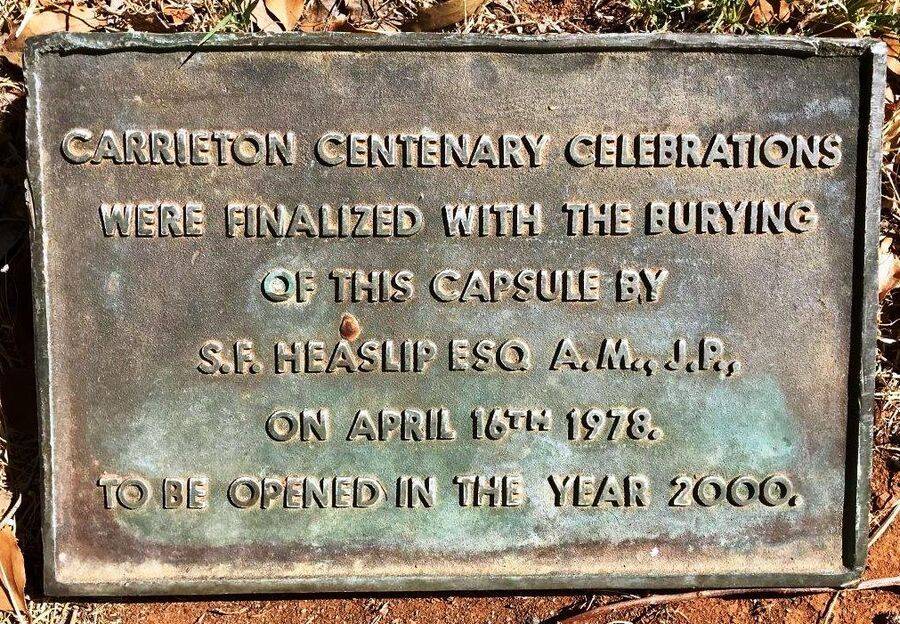 CARRIETON CENTENARY CELEBRATIONS
WERE FINALIZED WITH THE BURYING
OF THIS CAPSULE BY
S.F. HEASLIP ESQ A.M., J.P.,
ON APRIL 16TH 1978.
TO BE OPENED IN THE YEAR 2000.